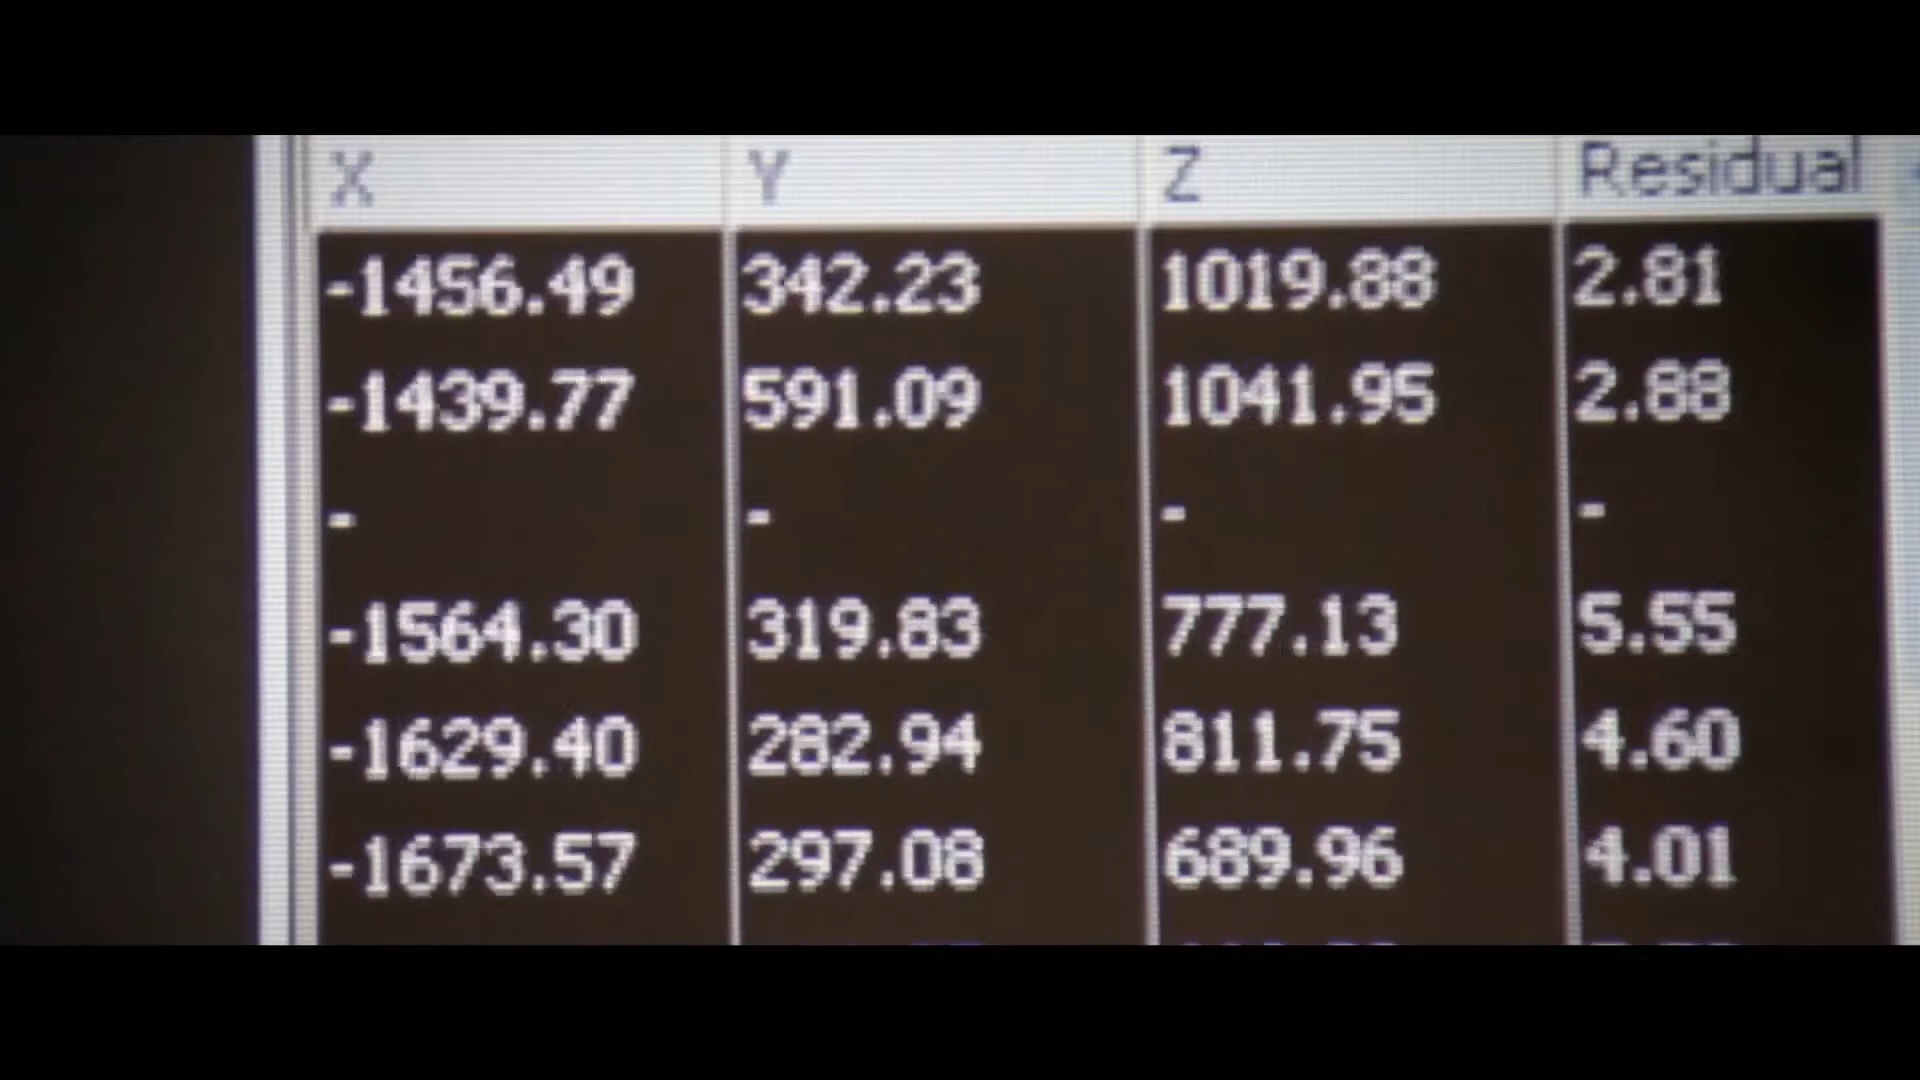 X Y Z Residual
-1456.49 342.23 1019.88 2.81
-1439.77 591.09 1041.95 2.88
- - - -
-1564.30 319.83 777.13 5.55
-1629.40 282.94 811.75 4.60
-1673.57 297.08 689.96 4.01